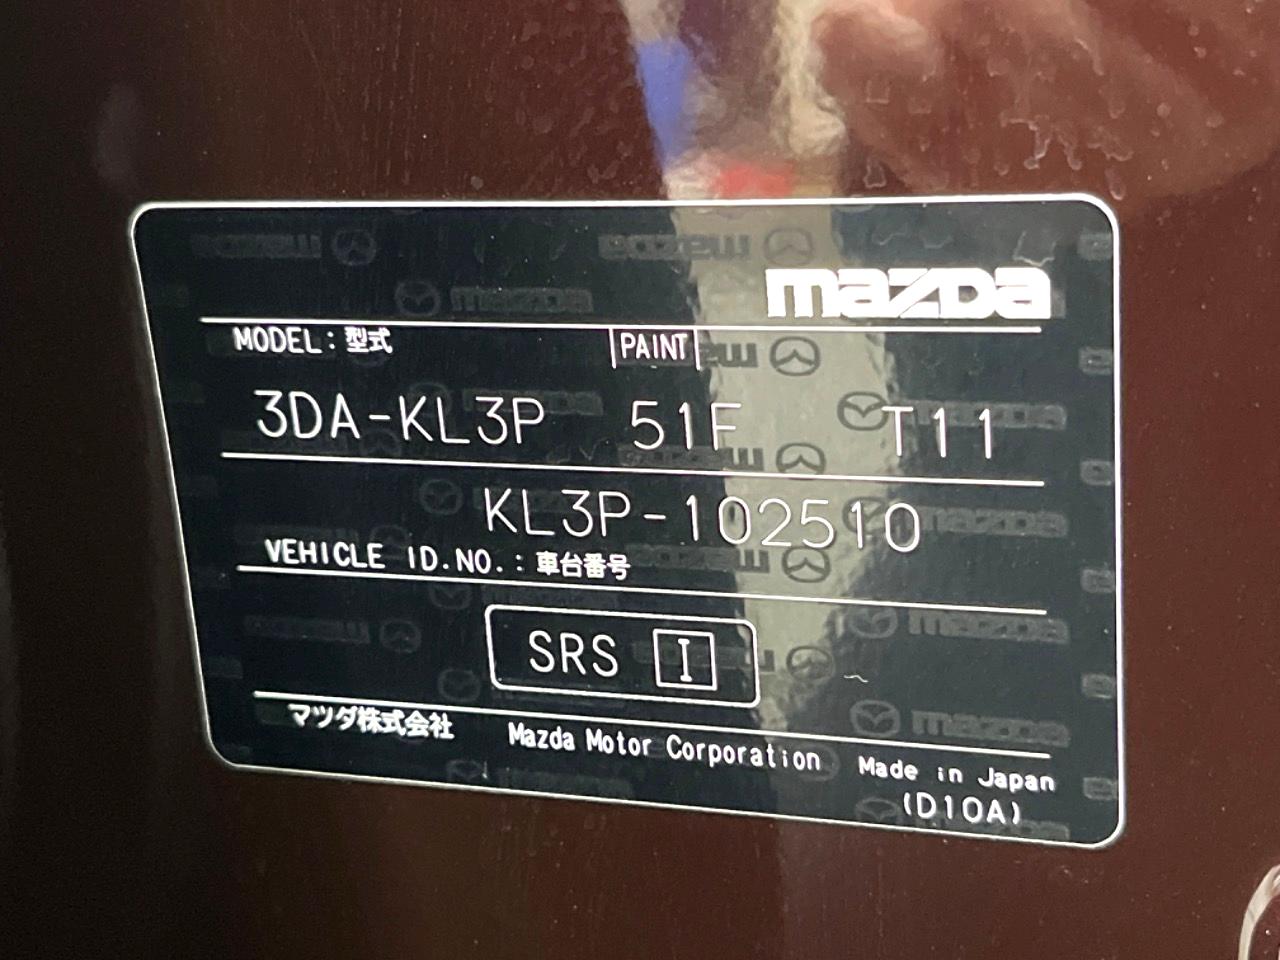 mazda
MODEL:型式 PAINT
3DA-KL3P 51F T11
KL3P-102510
VEHICLE ID.NO.:車台番号
SRS I
マツダ株式会社 Mazda Motor Corporation Made in Japan
(D10A)